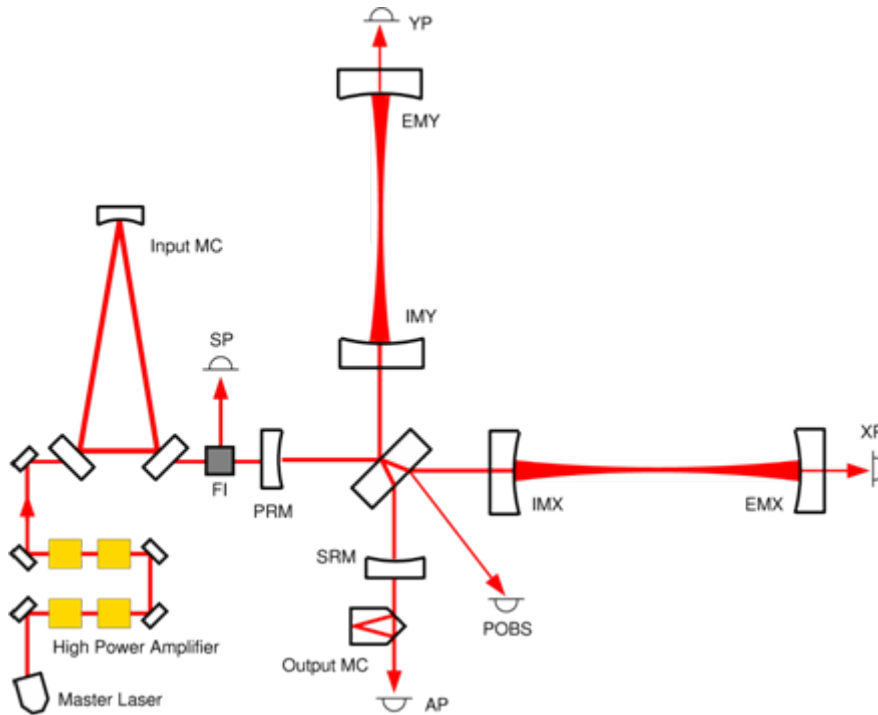 YP
EMY
Input MC
IMY
SP
XP
FI
PRM
IMX
EMX
SRM
POBS
High Power Amplifier
Output MC
Master Laser
AP